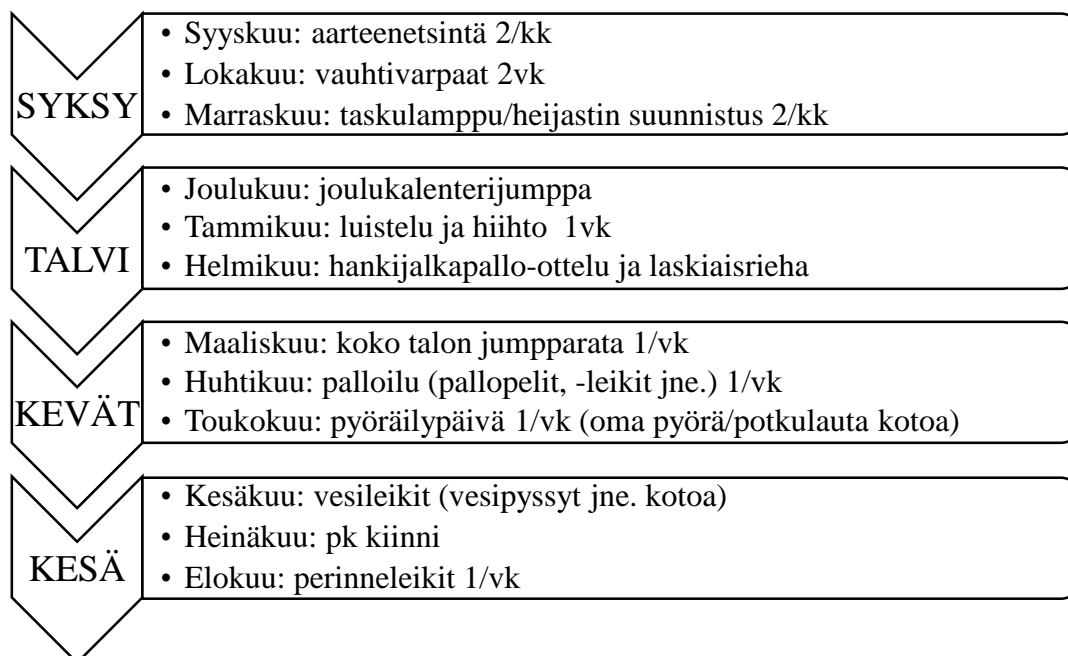 SYKSY
• Syyskuu: aarteenetsintä 2/kk
• Lokakuu: vauhtivarpaat 2vk
• Marraskuu: taskulamppu/heijastin suunnistus 2/kk
TALVI
• Joulukuu: joulukalenterijumppa
• Tammikuu: luistelu ja hiihto 1vk
• Helmikuu: hankijalkapallo-ottelu ja laskiaisrieha
KEVÄT
• Maaliskuu: koko talon jumpparata 1/vk
• Huhtikuu: palloilu (pallopelit, -leikit jne.) 1/vk
• Toukokuu: pyöräilypäivä 1/vk (oma pyörä/potkulauta kotoa)
KESÄ
• Kesäkuu: vesileikit (vesipyssyt jne. kotoa)
• Heinäkuu: pk kiinni
• Elokuu: perinneleikit 1/vk